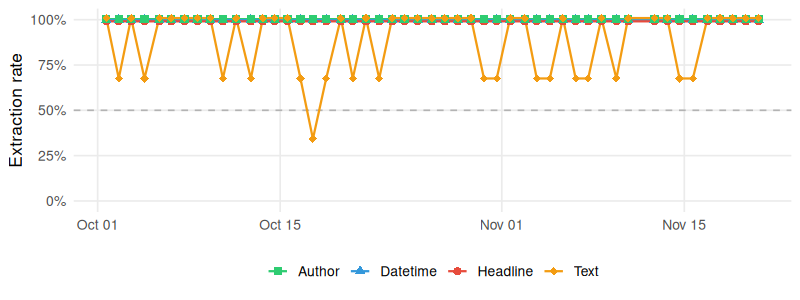 Extraction rate
100%
75%
50%
25%
0%
Oct 01 Oct 15 Nov 01 Nov 15
Author Datetime Headline Text